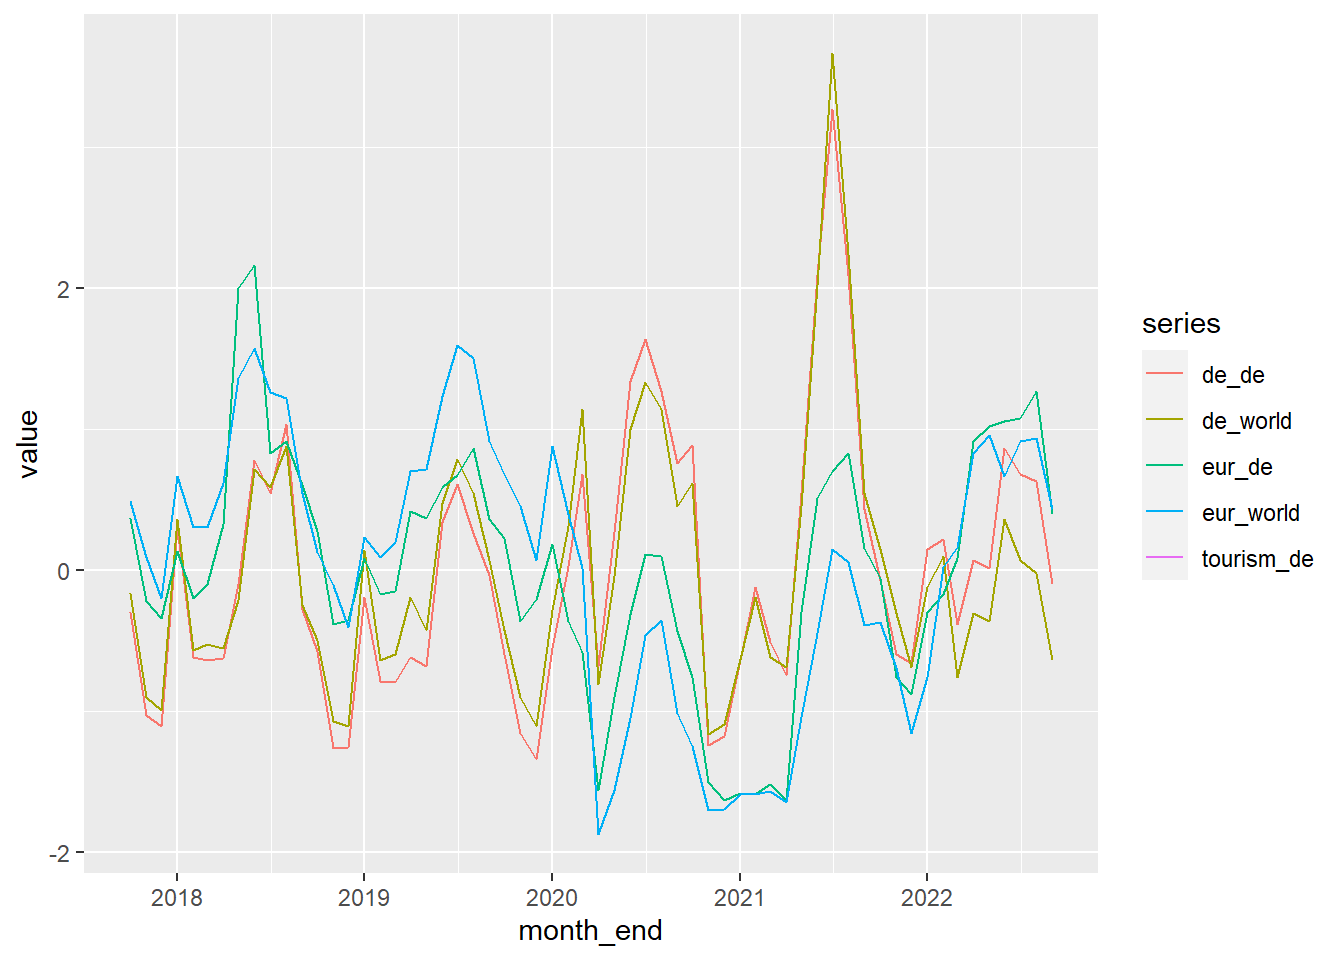 value
2
0
-2
2018 2019 2020 2021 2022
month_end
series
de_de
de_world
eur_de
eur_world
tourism_de